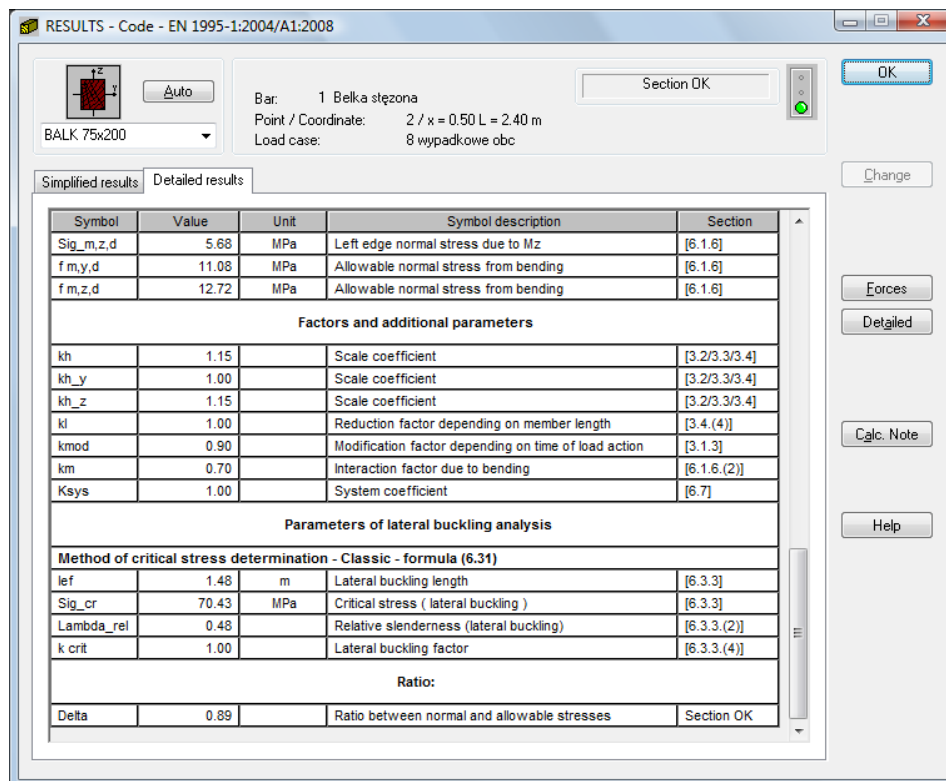 RESULTS - Code - EN 1995-1:2004/A1:2008
z
y
Auto
BALK 75x200
Bar: 1 Belka stęzona
Point / Coordinate: 2 / x = 0.50 L = 2.40 m
Load case: 8 wypadkowe obc
Section OK
OK
Change
Forces
Detailed
Calc. Note
Help
Simplified results Detailed results
Symbol Value Unit Symbol description Section
Sig_m,z,d 5.68 MPa Left edge normal stress due to Mz [6.1.6]
f m,y,d 11.08 MPa Allowable normal stress from bending [6.1.6]
f m,z,d 12.72 MPa Allowable normal stress from bending [6.1.6]
Factors and additional parameters
kh 1.15 Scale coefficient [3.2/3.3/3.4]
kh_y 1.00 Scale coefficient [3.2/3.3/3.4]
kh_z 1.15 Scale coefficient [3.2/3.3/3.4]
kl 1.00 Reduction factor depending on member length [3.4.(4)]
kmod 0.90 Modification factor depending on time of load action [3.1.3]
km 0.70 Interaction factor due to bending [6.1.6.(2)]
Ksys 1.00 System coefficient [6.7]
Parameters of lateral buckling analysis
Method of critical stress determination - Classic - formula (6.31)
lef 1.48 m Lateral buckling length [6.3.3]
Sig_cr 70.43 MPa Critical stress ( lateral buckling ) [6.3.3]
Lambda_rel 0.48 Relative slenderness (lateral buckling) [6.3.3.(2)]
k crit 1.00 Lateral buckling factor [6.3.3.(4)]
Ratio:
Delta 0.89 Ratio between normal and allowable stresses Section OK